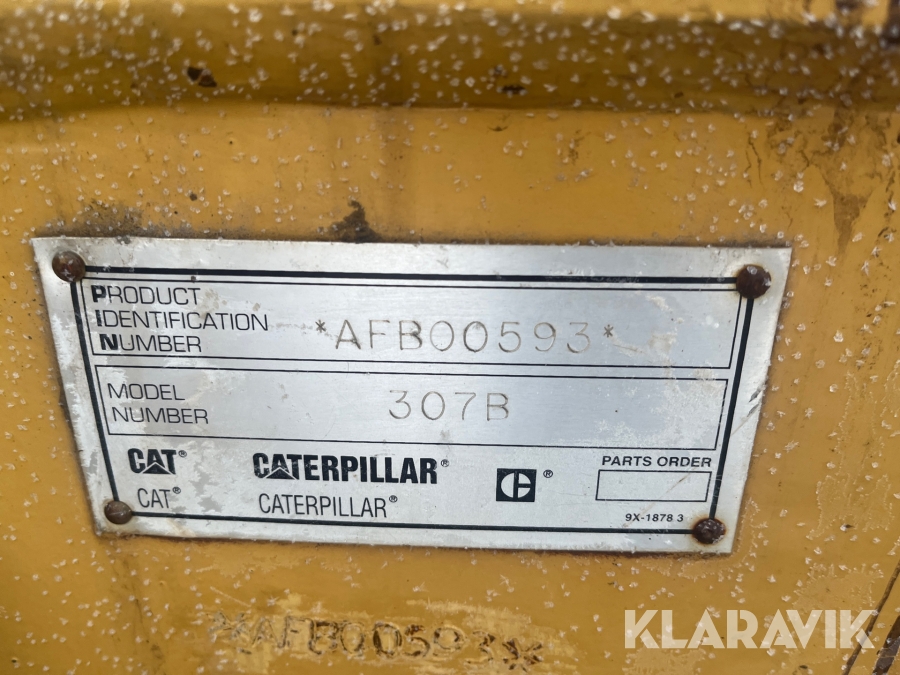 PRODUCT
IDENTIFICATION
NUMBER
*AFB00593*
MODEL
NUMBER
307B
CAT® CATERPILLAR® C®
CAT® CATERPILLAR®
PARTS ORDER
9X-1878 3
*AFB00593*
KLARAVIK